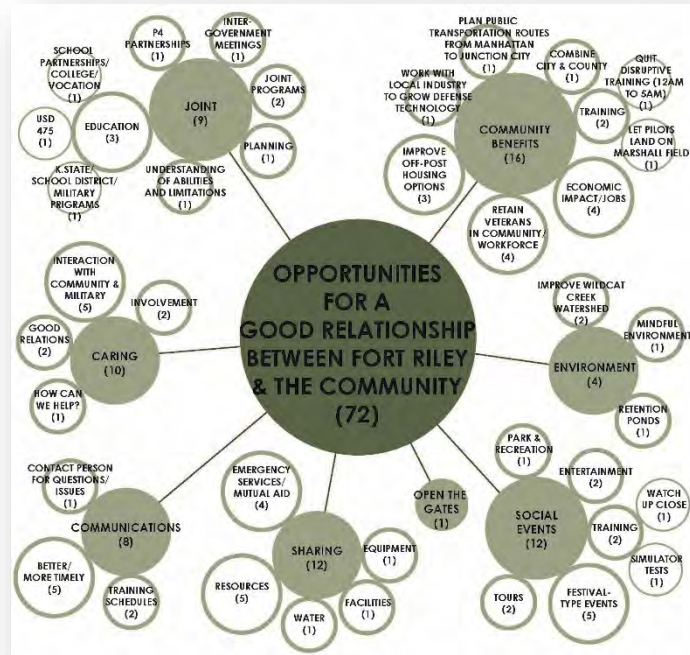 OPPORTUNITIES
FOR A
GOOD RELATIONSHIP
BETWEEN FORT RILEY
& THE COMMUNITY
(72)
JOINT
(9)
P4
PARTNERSHIPS
(1)
INTER-
GOVERNMENT
MEETINGS
(1)
JOINT
PROGRAMS
(2)
PLANNING
(1)
UNDERSTANDING OF
ABILITIES
AND LIMITATIONS
(1)
EDUCATION
(3)
SCHOOL
PARTNERSHIPS/
COLLEGE/
VOCATION
(1)
USD
475
(1)
K.STATE/
SCHOOL DISTRICT/
MILITARY
PRIGRAMS
(1)
COMMUNITY
BENEFITS
(16)
PLAN PUBLIC
TRANSPORTATION ROUTES
FROM MANHATTAN
TO JUNCTION CITY
(1)
COMBINE
CITY & COUNTY
(1)
TRAINING
(2)
QUIT
DISRUPTIVE
TRAINING (12AM
TO 5AM)
(1)
LET PILOTS
LAND ON
MARSHALL FIELD
(1)
ECONOMIC
IMPACT/JOBS
(4)
RETAIN
VETERANS
IN COMMUNITY/
WORKFORCE
(4)
IMPROVE
OFF-POST
HOUSING
OPTIONS
(3)
WORK WITH
LOCAL INDUSTRY
TO GROW DEFENSE
TECHNOLOGY
(1)
CARING
(10)
INTERACTION
WITH
COMMUNITY &
MILITARY
(5)
INVOLVEMENT
(2)
GOOD
RELATIONS
(2)
HOW CAN
WE HELP?
(1)
ENVIRONMENT
(4)
IMPROVE WILDCAT
CREEK
WATERSHED
(2)
MINDFUL
ENVIRONMENT
(1)
RETENTION
PONDS
(1)
COMMUNICATIONS
(8)
CONTACT PERSON
FOR QUESTIONS/
ISSUES
(1)
BETTER/
MORE TIMELY
(5)
TRAINING
SCHEDULES
(2)
SHARING
(12)
EMERGENCY
SERVICES/
MUTUAL AID
(4)
RESOURCES
(5)
WATER
(1)
FACILITIES
(1)
EQUIPMENT
(1)
OPEN THE
GATES
(1)
SOCIAL
EVENTS
(12)
PARK &
RECREATION
(1)
ENTERTAINMENT
(2)
TRAINING
(2)
WATCH
UP CLOSE
(1)
SIMULATOR
TESTS
(1)
FESTIVAL-
TYPE EVENTS
(5)
TOURS
(2)